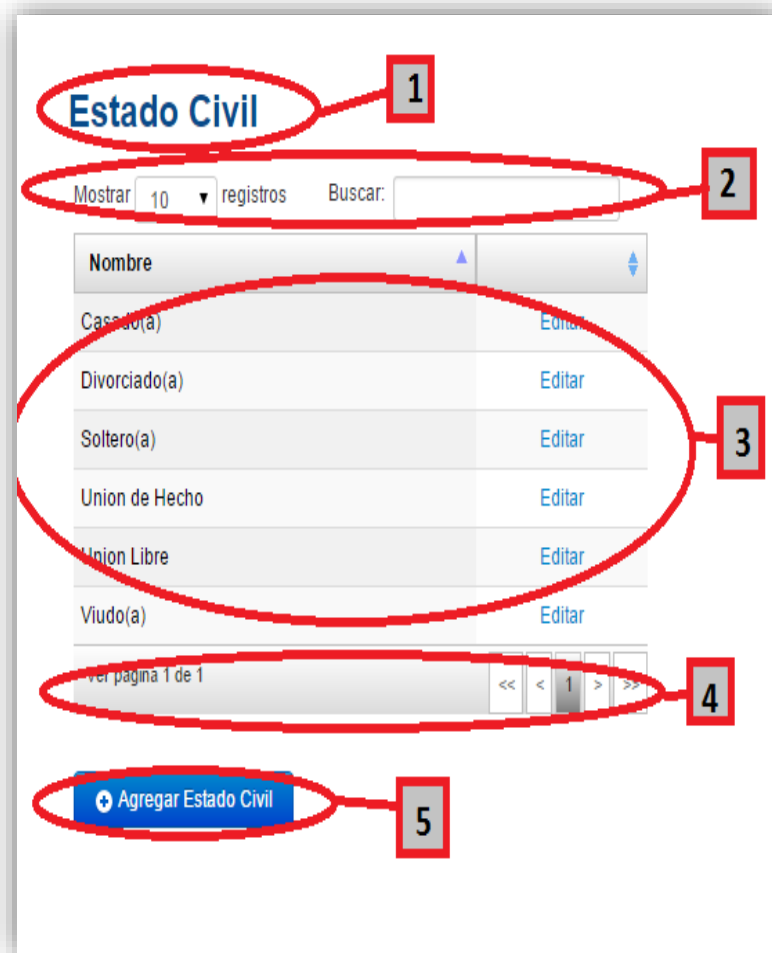 1
Estado Civil
2
Mostrar 10 registros Buscar:
Nombre
Casado(a) Editar
Divorciado(a) Editar
Soltero(a) Editar
3
Union de Hecho Editar
Union Libre Editar
Viudo(a) Editar
Ver página 1 de 1 << < 1 > >>
4
Agregar Estado Civil
5